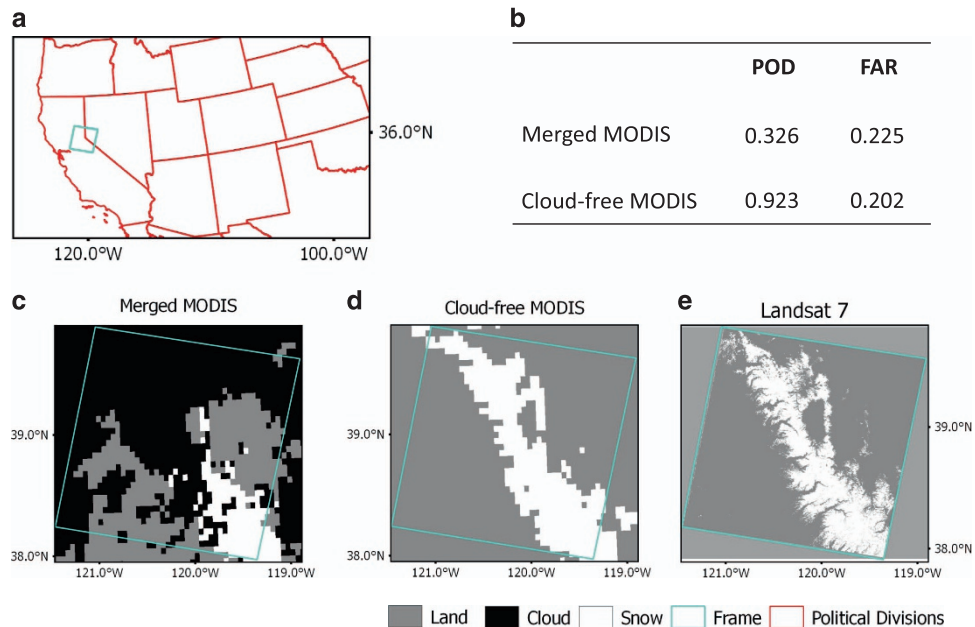 a
36.0°N
120.0°W 100.0°W
b
POD FAR
Merged MODIS 0.326 0.225
Cloud-free MODIS 0.923 0.202
c
Merged MODIS
39.0°N
38.0°N
121.0°W 120.0°W 119.0°W
d
Cloud-free MODIS
39.0°N
38.0°N
121.0°W 120.0°W 119.0°W
e
Landsat 7
39.0°N
38.0°N
121.0°W 120.0°W 119.0°W
Land Cloud Snow Frame Political Divisions